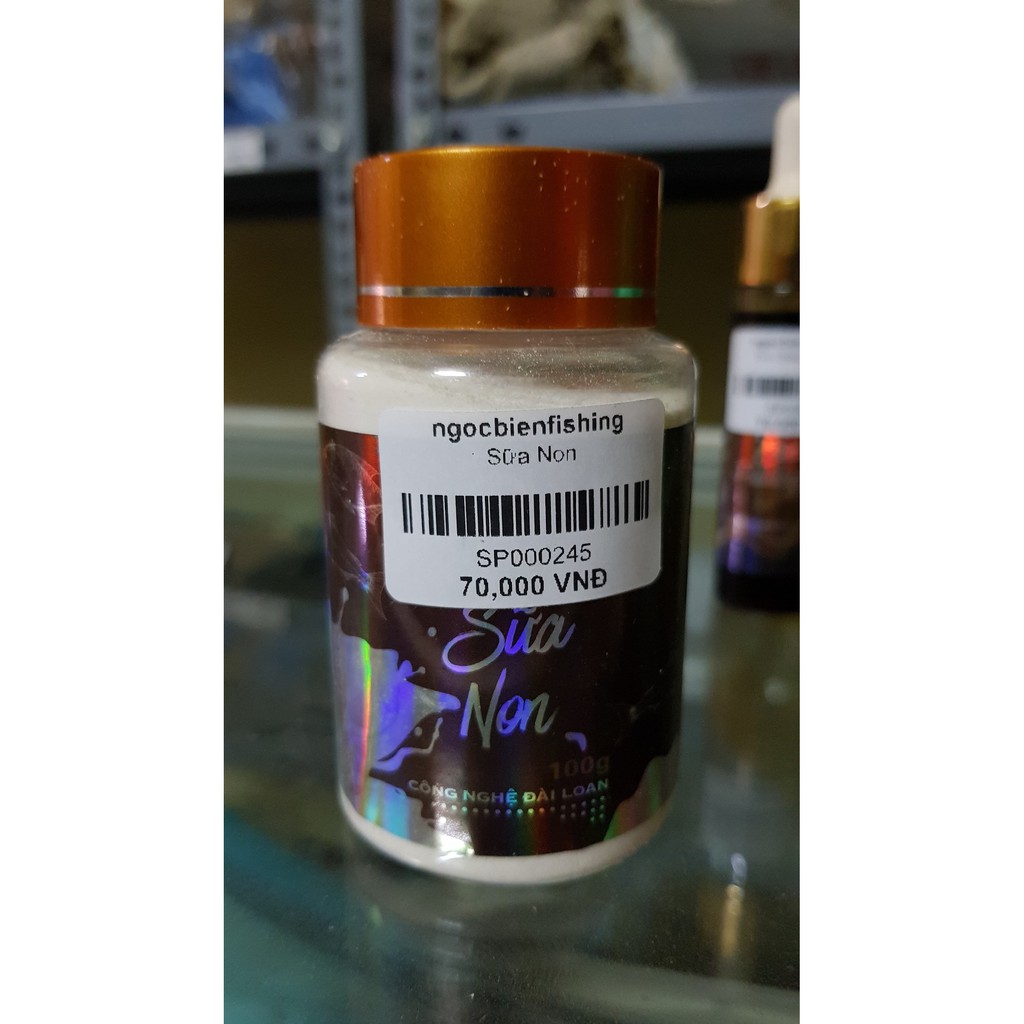 ngocbienfishing
Sữa Non
SP000245
70,000 VNĐ
Sữa
Non
100g
CÔNG NGHỆ ĐÀI LOAN